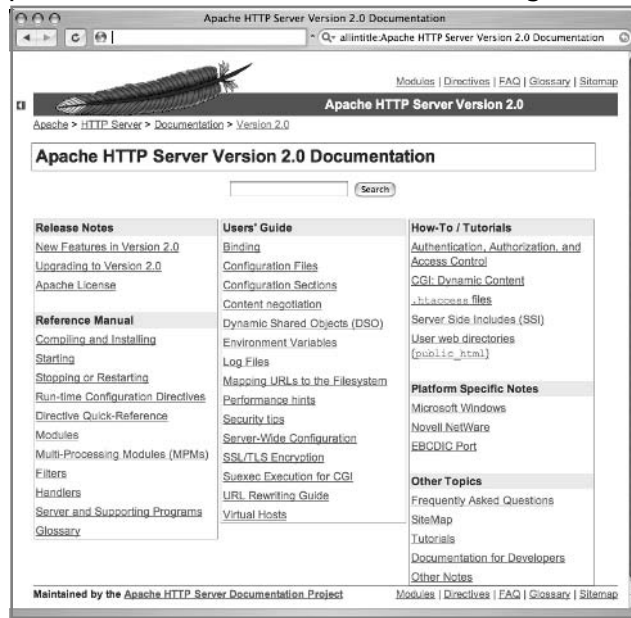 Apache HTTP Server Version 2.0 Documentation
allintitle:Apache HTTP Server Version 2.0 Documentation
Modules | Directives | FAQ | Glossary | Sitemap
Apache HTTP Server Version 2.0
Apache > HTTP Server > Documentation > Version 2.0
Apache HTTP Server Version 2.0 Documentation
Search
Release Notes
New Features in Version 2.0
Upgrading to Version 2.0
Apache License
Reference Manual
Compiling and Installing
Starting
Stopping or Restarting
Run-time Configuration Directives
Directive Quick-Reference
Modules
Multi-Processing Modules (MPMs)
Filters
Handlers
Server and Supporting Programs
Glossary
Users' Guide
Binding
Configuration Files
Configuration Sections
Content negotiation
Dynamic Shared Objects (DSO)
Environment Variables
Log Files
Mapping URLs to the Filesystem
Performance hints
Security tips
Server-Wide Configuration
SSL/TLS Encryption
Suexec Execution for CGI
URL Rewriting Guide
Virtual Hosts
How-To / Tutorials
Authentication, Authorization, and
Access Control
CGI: Dynamic Content
.htaccess files
Server Side Includes (SSI)
User web directories
(public_html)
Platform Specific Notes
Microsoft Windows
Novell NetWare
EBCDIC Port
Other Topics
Frequently Asked Questions
SiteMap
Tutorials
Documentation for Developers
Other Notes
Maintained by the Apache HTTP Server Documentation Project
Modules | Directives | FAQ | Glossary | Sitemap